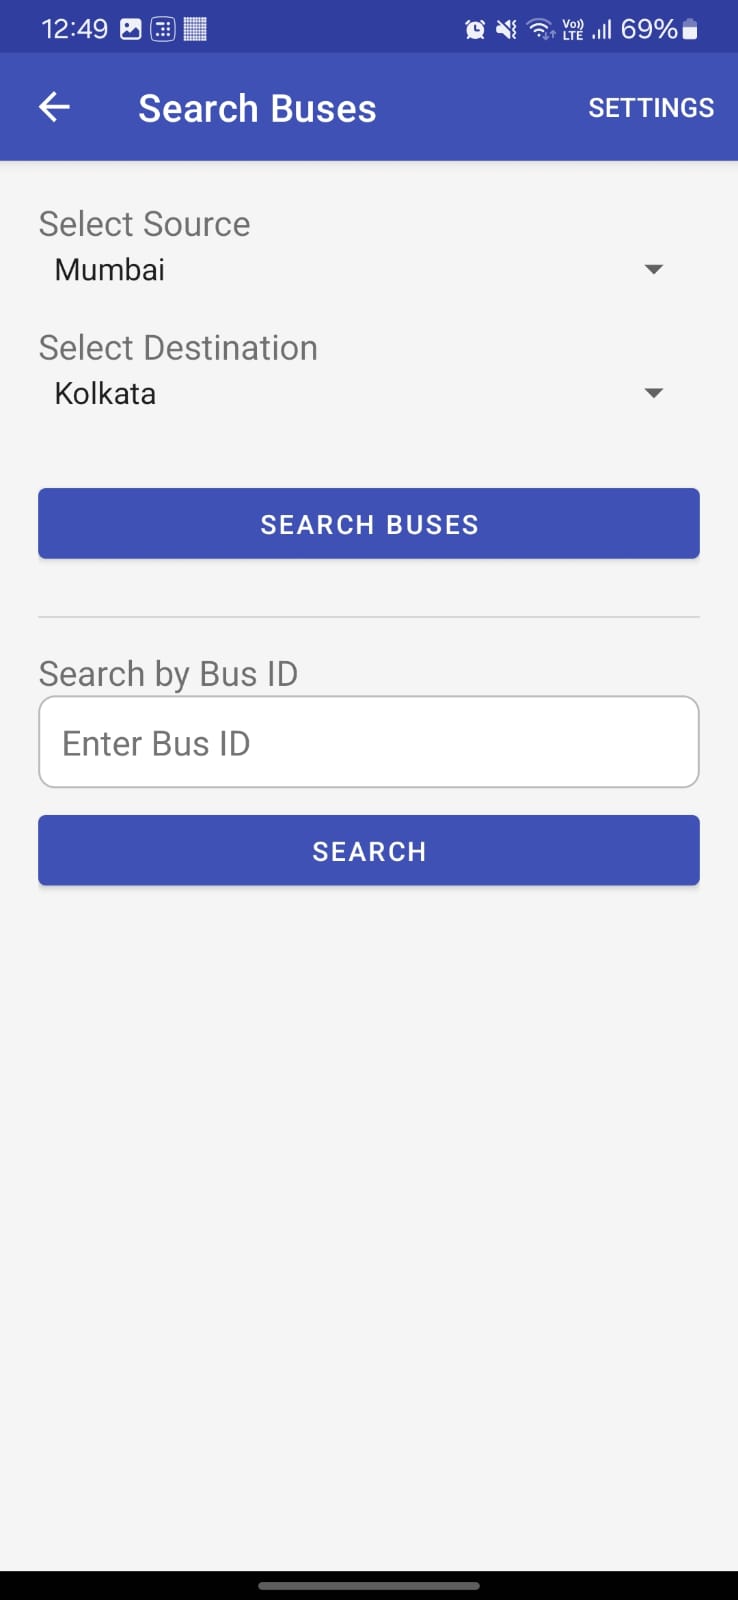 12:49 Vo)) LTE 69%
Search Buses SETTINGS
Select Source
Mumbai
Select Destination
Kolkata
SEARCH BUSES
Search by Bus ID
Enter Bus ID
SEARCH